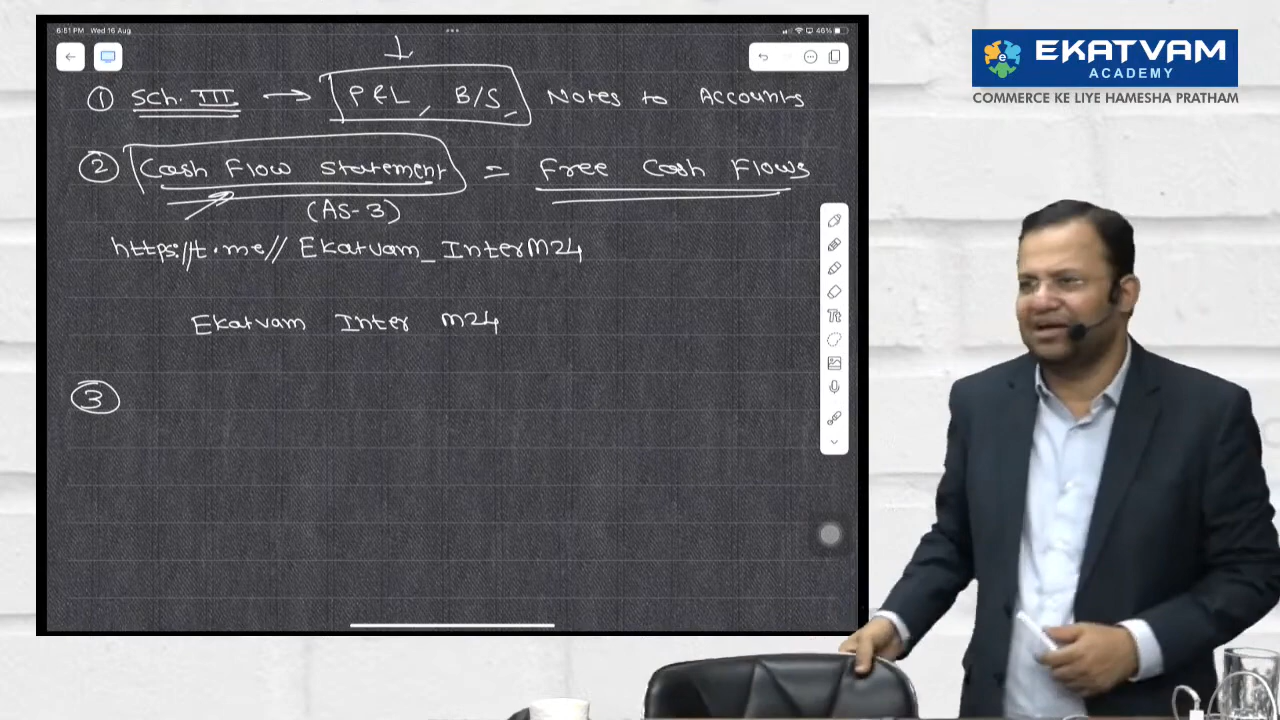 6:51 PM Wed 16 Aug
46%
① Sch. III → P&L, B/S, Notes to Accounts
② Cash Flow Statement = Free Cash Flows
(AS-3)
https://t.me// Ekatvam_InterM24
Ekatvam Inter M24
③
EKATVAM
ACADEMY
COMMERCE KE LIYE HAMESHA PRATHAM